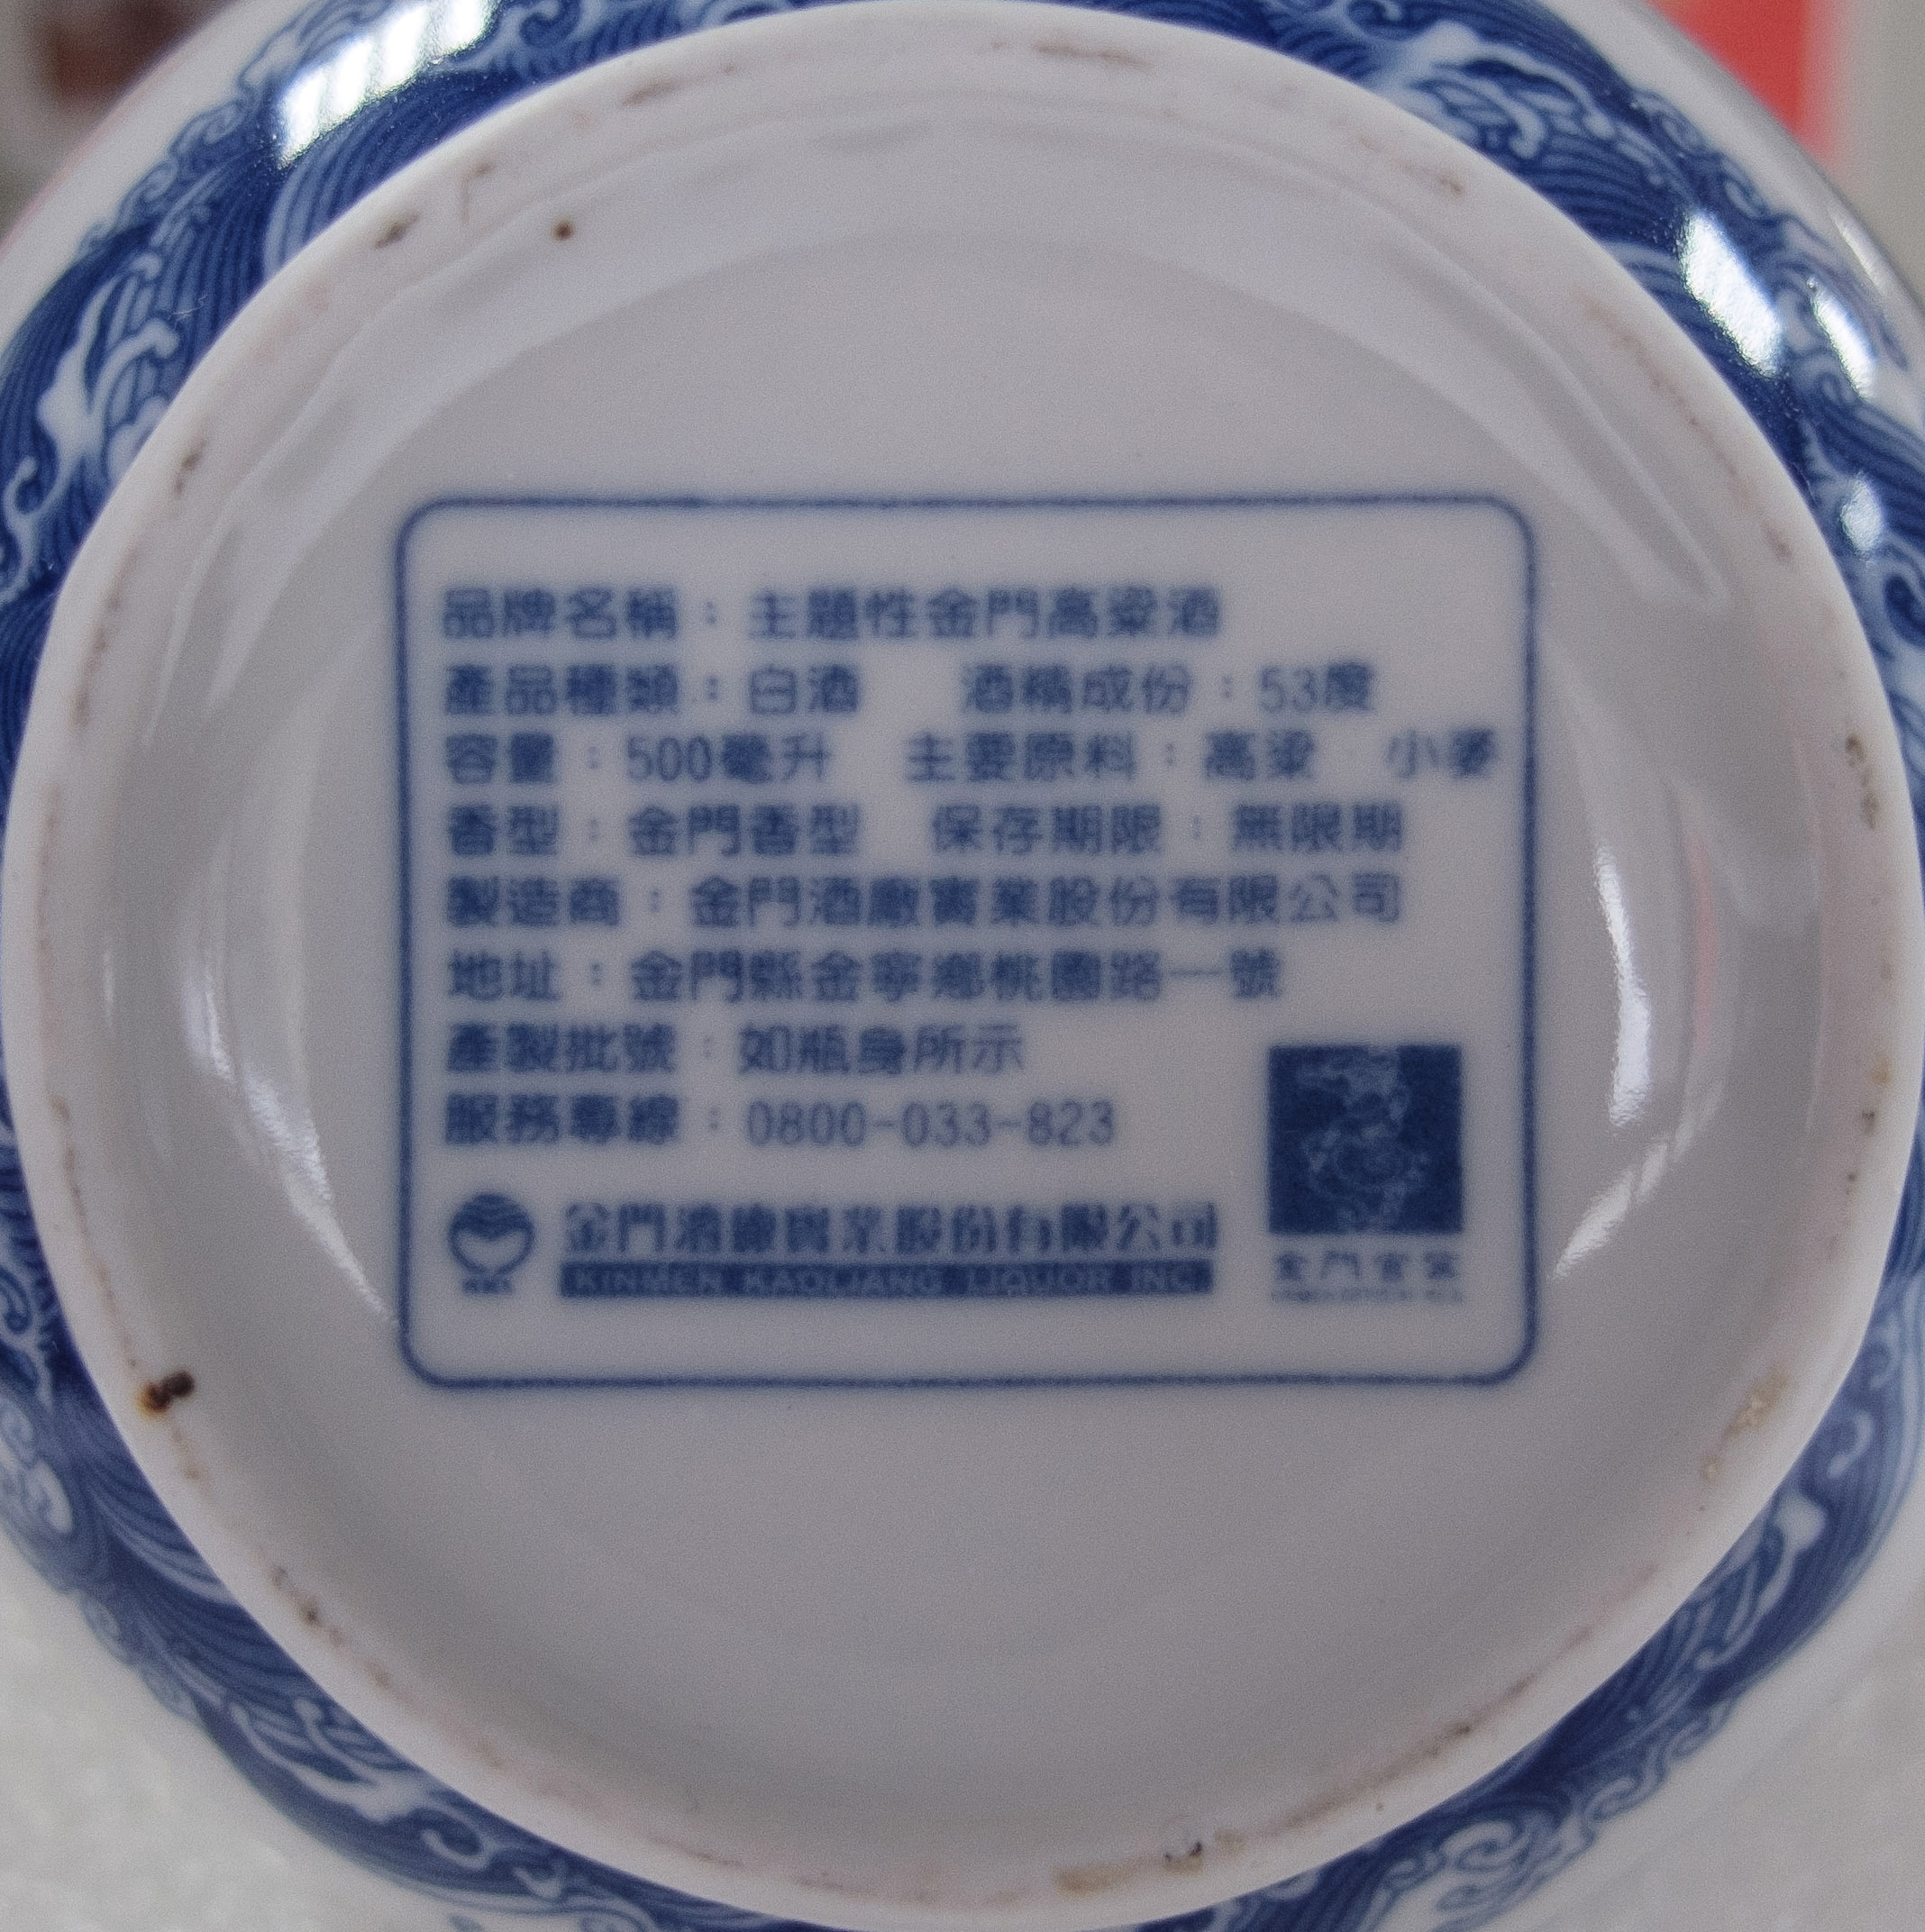 品牌名稱：主題性金門高粱酒
產品種類：白酒　酒精成份：53度
容量：500毫升　主要原料：高粱　小麥
香型：金門香型　保存期限：無限期
製造商：金門酒廠實業股份有限公司
地址：金門縣金寧鄉桃園路一號
產製批號：如瓶身所示
服務專線：0800-033-823
金門酒廠實業股份有限公司
KINMEN KAOLIANG LIQUOR INC.
金門官窯